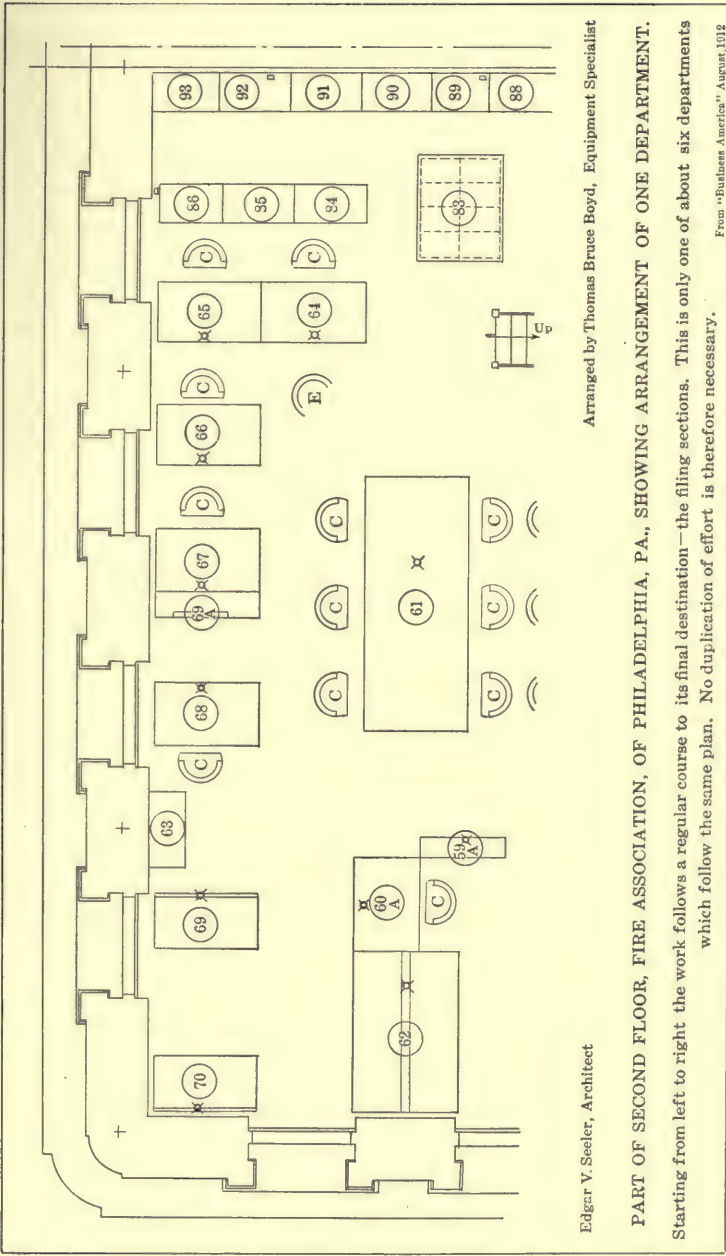 93
92
91
90
89
88
86
85
84
83
C
C
65
64
Up
C
E
66
C
67
69
A
C
C
C
61
C
C
C
68
C
63
59
A
60
A
C
69
62
70
Edgar V. Seeler, Architect
Arranged by Thomas Bruce Boyd, Equipment Specialist
PART OF SECOND FLOOR, FIRE ASSOCIATION, OF PHILADELPHIA, PA., SHOWING ARRANGEMENT OF ONE DEPARTMENT.
Starting from left to right the work follows a regular course to its final destination—the filing sections. This is only one of about six departments
which follow the same plan. No duplication of effort is therefore necessary.
From "Business America" August, 1912